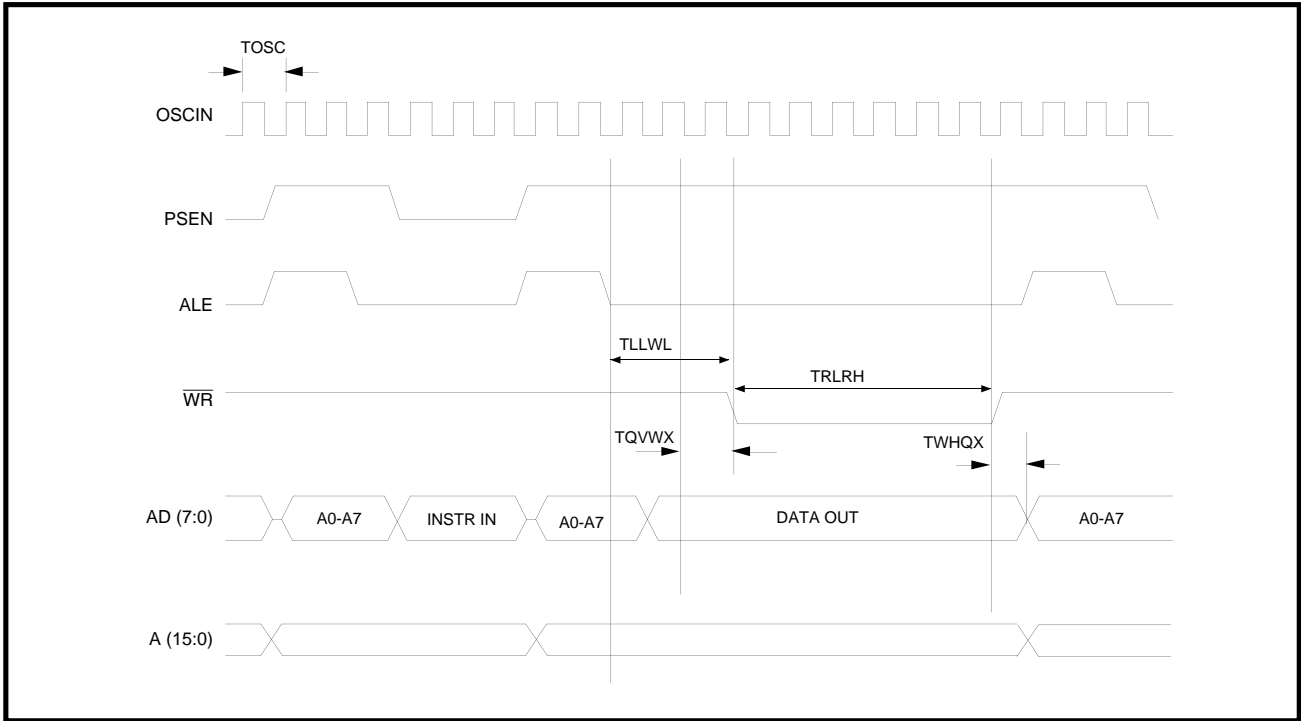 TOSC
OSCIN
PSEN
ALE
TLLWL
TRLRH
WR
TQVWX
TWHQX
AD (7:0)
A0-A7
INSTR IN
A0-A7
DATA OUT
A0-A7
A (15:0)